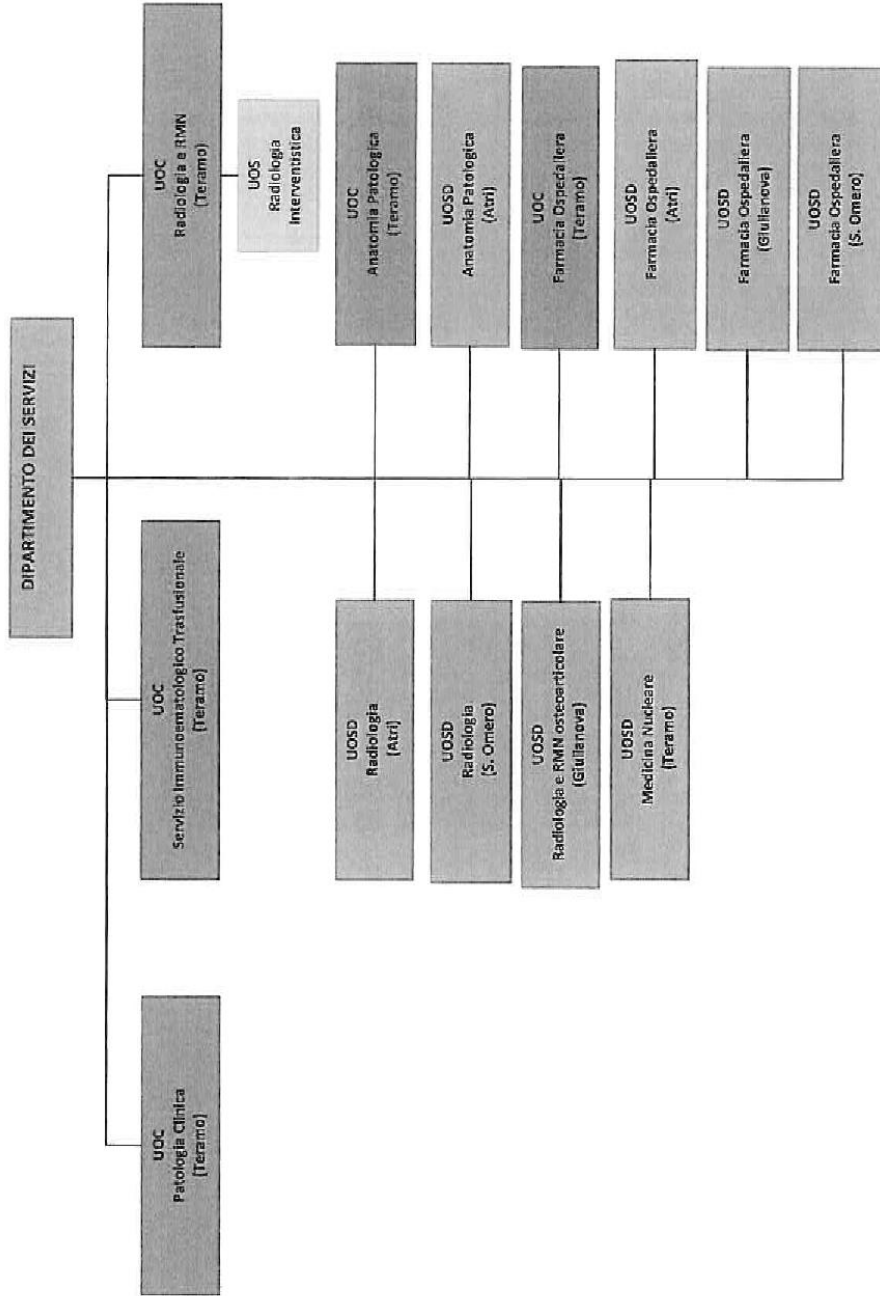 DIPARTIMENTO DEI SERVIZI
UOC
Patologia Clinica
(Teramo)
UOC
Servizio Immunoematologico Trasfusionale
(Teramo)
UOC
Radiologia e RMN
(Teramo)
UOS
Radiologia
Interventistica
UOSD
Radiologia
(Atri)
UOSD
Radiologia
(S. Omero)
UOSD
Radiologia e RMN osteoarticolare
(Giulianova)
UOSD
Medicina Nucleare
(Teramo)
UOC
Anatomia Patologica
(Teramo)
UOSD
Anatomia Patologica
(Atri)
UOC
Farmacia Ospedaliera
(Teramo)
UOSD
Farmacia Ospedaliera
(Atri)
UOSD
Farmacia Ospedaliera
(Giulianova)
UOSD
Farmacia Ospedaliera
(S. Omero)